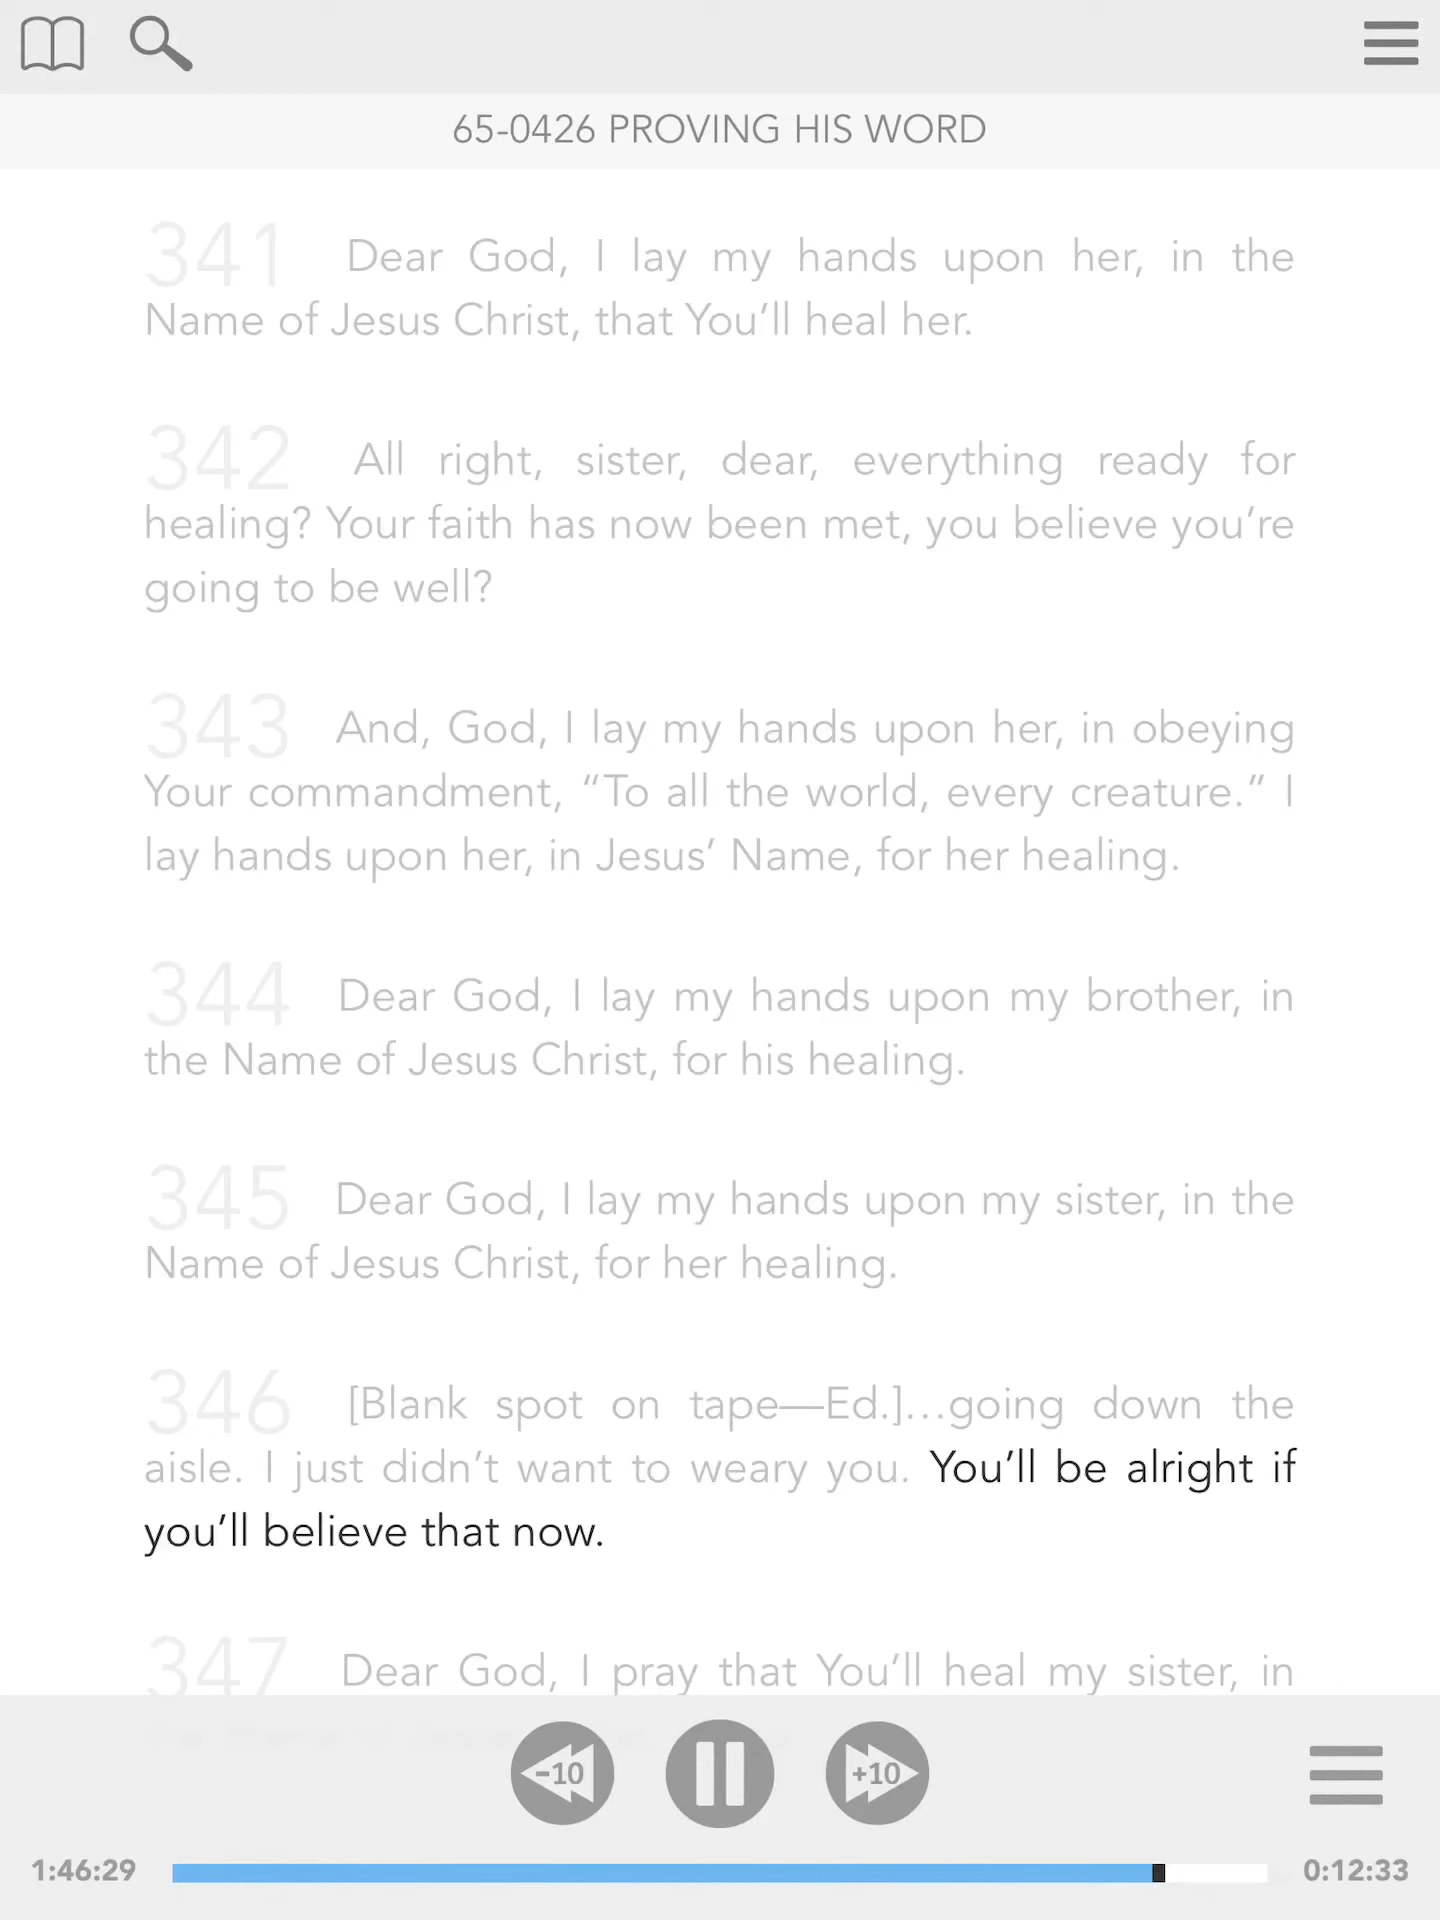 65-0426 PROVING HIS WORD
341 Dear God, I lay my hands upon her, in the
Name of Jesus Christ, that You’ll heal her.
342 All right, sister, dear, everything ready for
healing? Your faith has now been met, you believe you’re
going to be well?
343 And, God, I lay my hands upon her, in obeying
Your commandment, “To all the world, every creature.” I
lay hands upon her, in Jesus’ Name, for her healing.
344 Dear God, I lay my hands upon my brother, in
the Name of Jesus Christ, for his healing.
345 Dear God, I lay my hands upon my sister, in the
Name of Jesus Christ, for her healing.
346 [Blank spot on tape—Ed.]…going down the
aisle. I just didn’t want to weary you. You’ll be alright if
you’ll believe that now.
347 Dear God, I pray that You’ll heal my sister, in
-10 +10
1:46:29 0:12:33